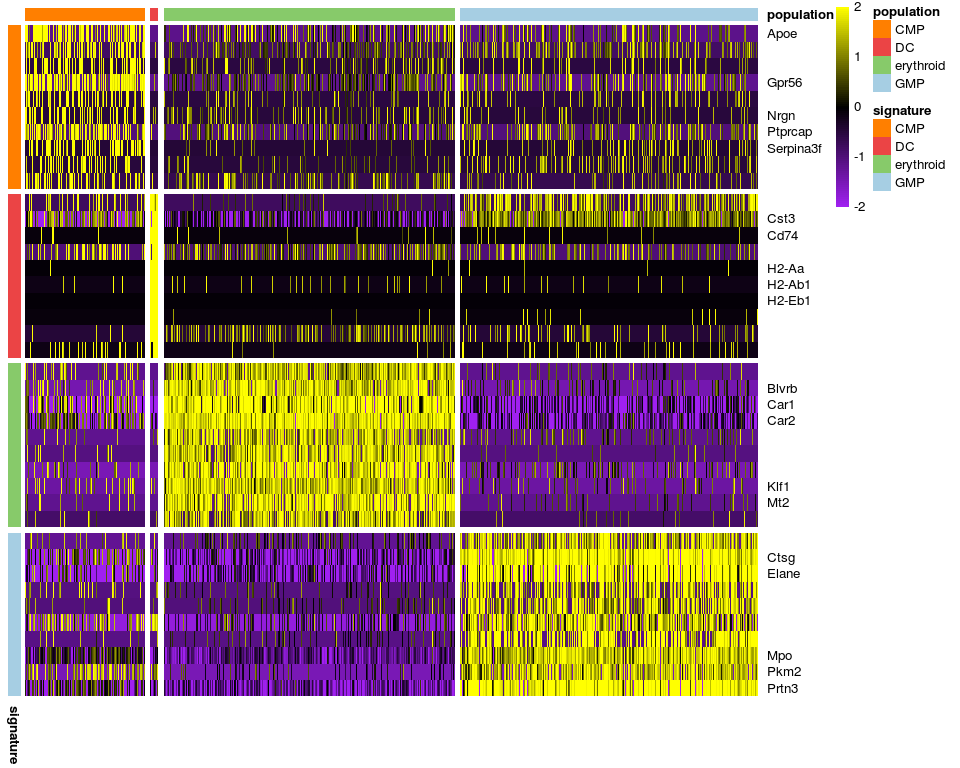 population
Apoe
Gpr56
Nrgn
Ptprcap
Serpina3f
Cst3
Cd74
H2-Aa
H2-Ab1
H2-Eb1
Blvrb
Car1
Car2
Klf1
Mt2
Ctsg
Elane
Mpo
Pkm2
Prtn3
signature
2
1
0
-1
-2
population
CMP
DC
erythroid
GMP
signature
CMP
DC
erythroid
GMP